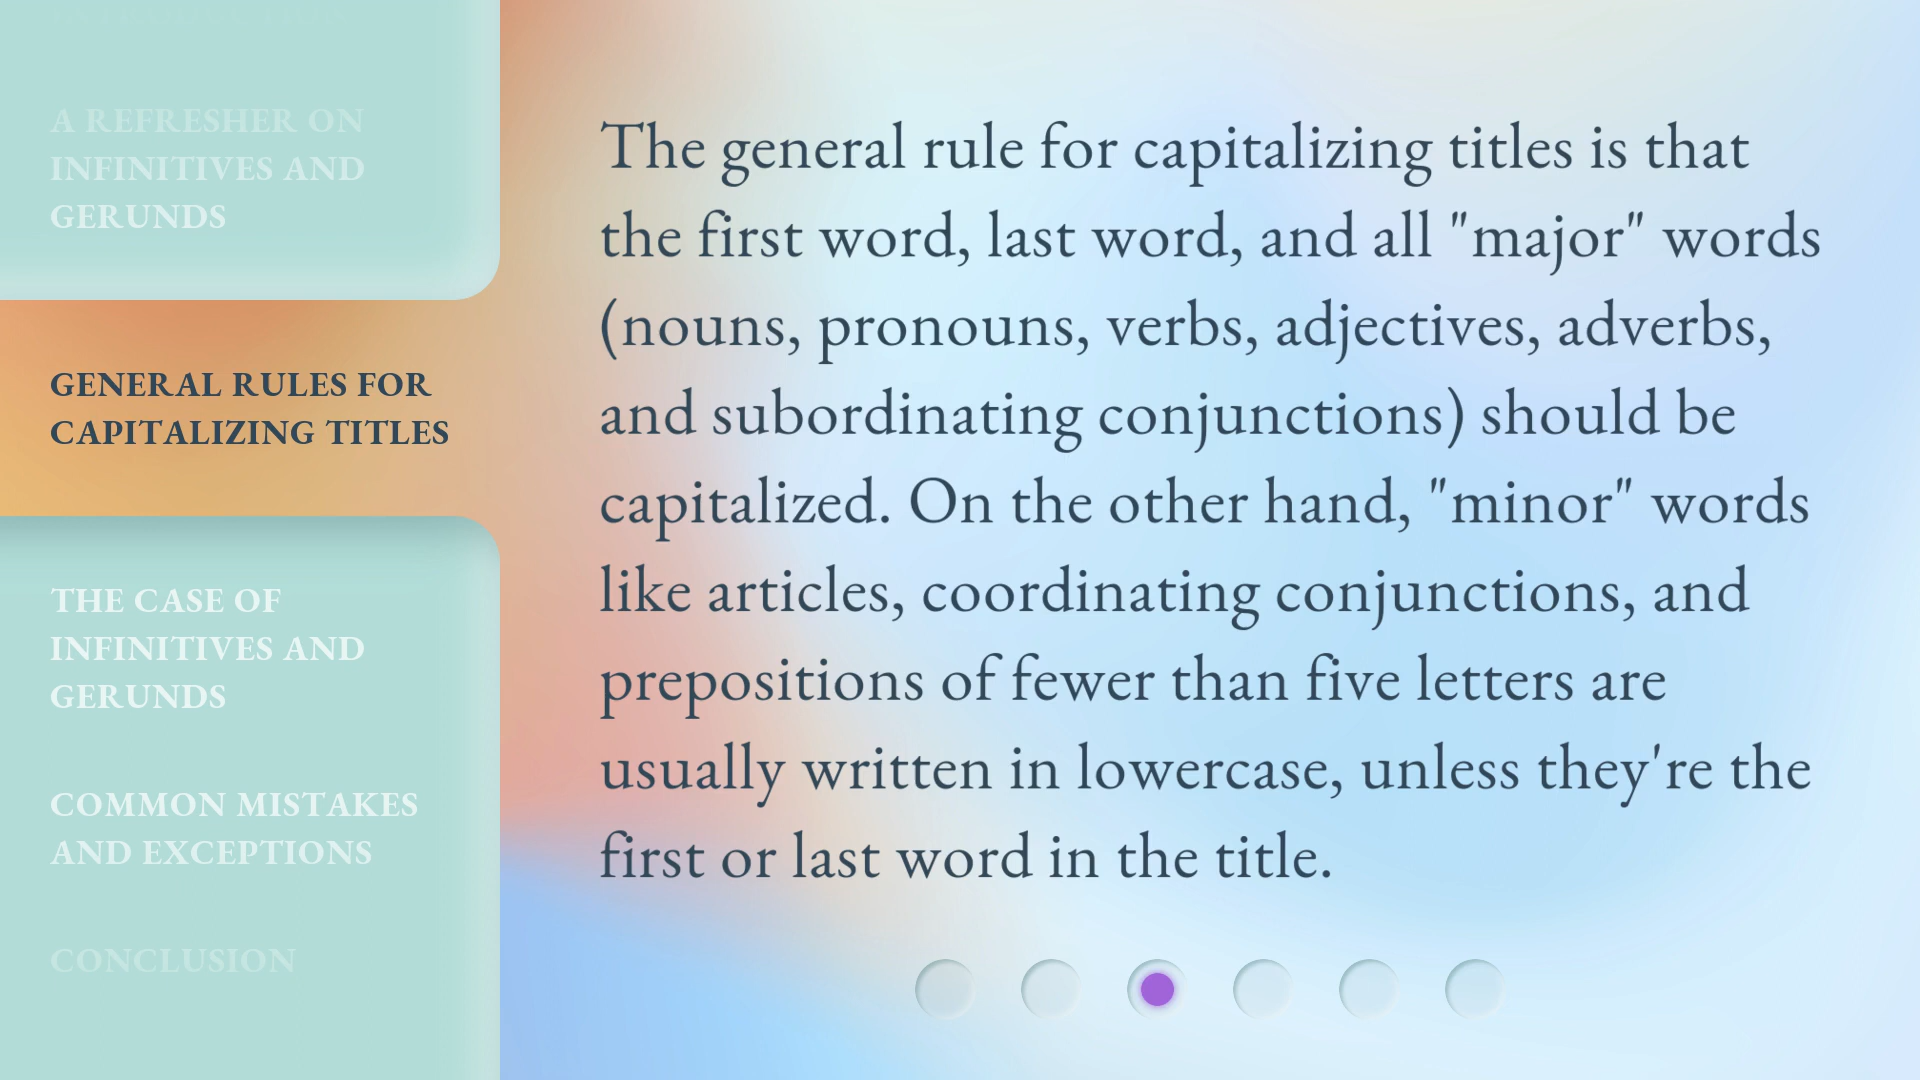 A REFRESHER ON
INFINITIVES AND
GERUNDS
GENERAL RULES FOR
CAPITALIZING TITLES
THE CASE OF
INFINITIVES AND
GERUNDS
COMMON MISTAKES
AND EXCEPTIONS
CONCLUSION
The general rule for capitalizing titles is that
the first word, last word, and all "major" words
(nouns, pronouns, verbs, adjectives, adverbs,
and subordinating conjunctions) should be
capitalized. On the other hand, "minor" words
like articles, coordinating conjunctions, and
prepositions of fewer than five letters are
usually written in lowercase, unless they're the
first or last word in the title.